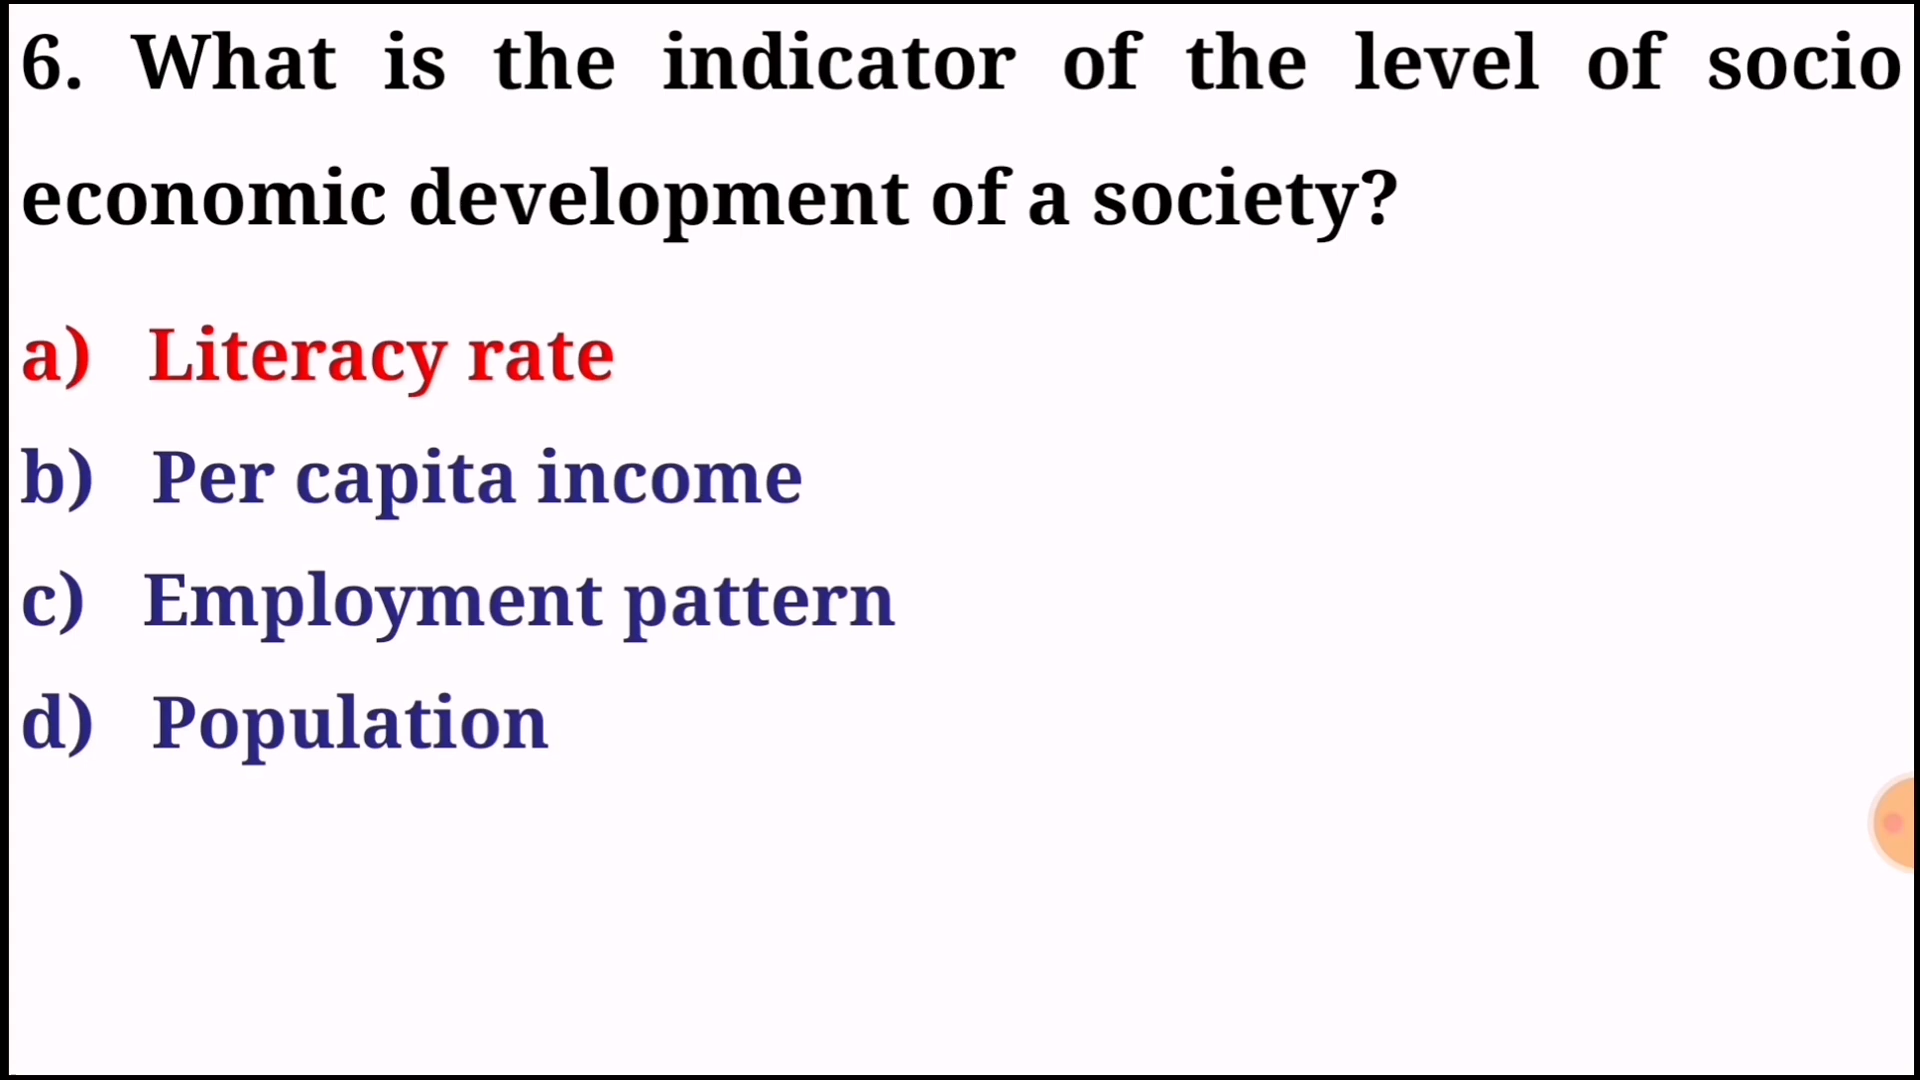 6. What is the indicator of the level of socio
economic development of a society?
a) Literacy rate
b) Per capita income
c) Employment pattern
d) Population